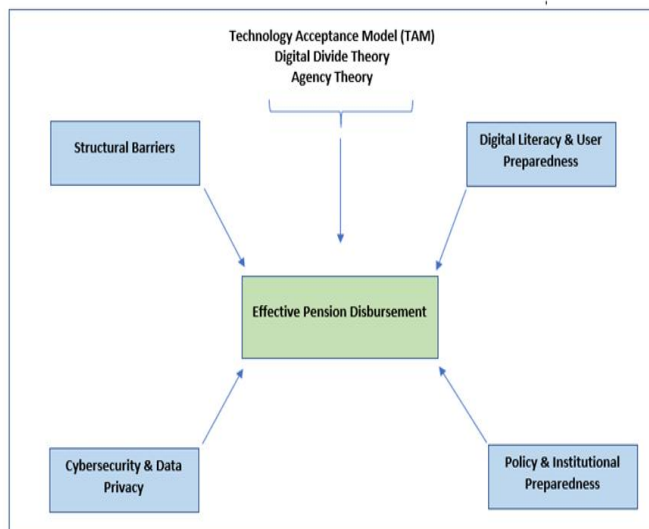 Technology Acceptance Model (TAM)
Digital Divide Theory
Agency Theory
Structural Barriers
Digital Literacy & User
Preparedness
Effective Pension Disbursement
Cybersecurity & Data
Privacy
Policy & Institutional
Preparedness